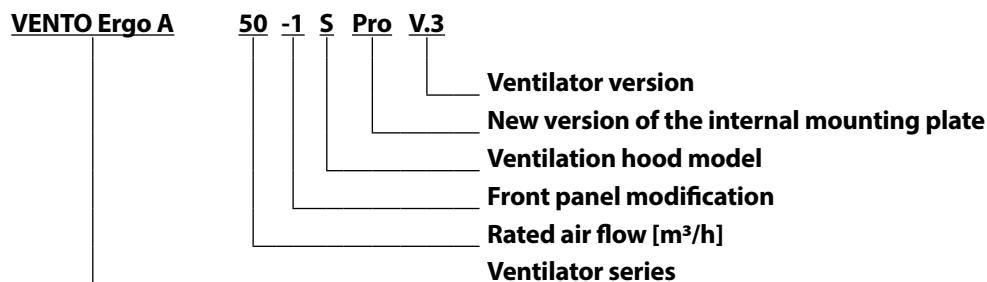 VENTO Ergo A 50 -1 S Pro V.3
Ventilator version
New version of the internal mounting plate
Ventilation hood model
Front panel modification
Rated air flow [m³/h]
Ventilator series